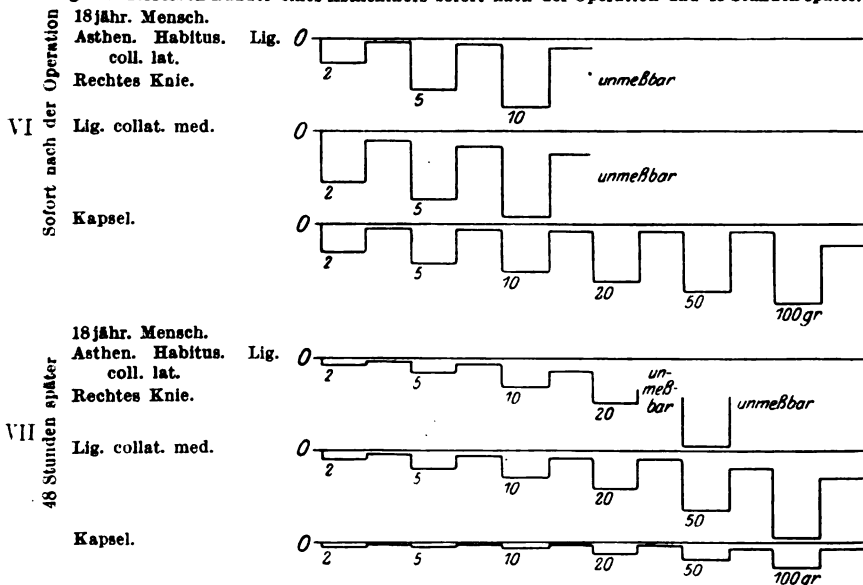 18jähr. Mensch.
Asthen. Habitus. Lig.
coll. lat.
Rechtes Knie.
0
2
5
10
unmeßbar
VI
Sofort nach der Operation
Lig. collat. med.
0
2
5
10
unmeßbar
Kapsel.
0
2
5
10
20
50
100gr
18jähr. Mensch.
Asthen. Habitus. Lig.
coll. lat.
Rechtes Knie.
0
2
5
10
20
un-
meß-
bar
unmeßbar
VII
48 Stunden später
Lig. collat. med.
0
2
5
10
20
50
Kapsel.
0
2
5
10
20
50
100gr